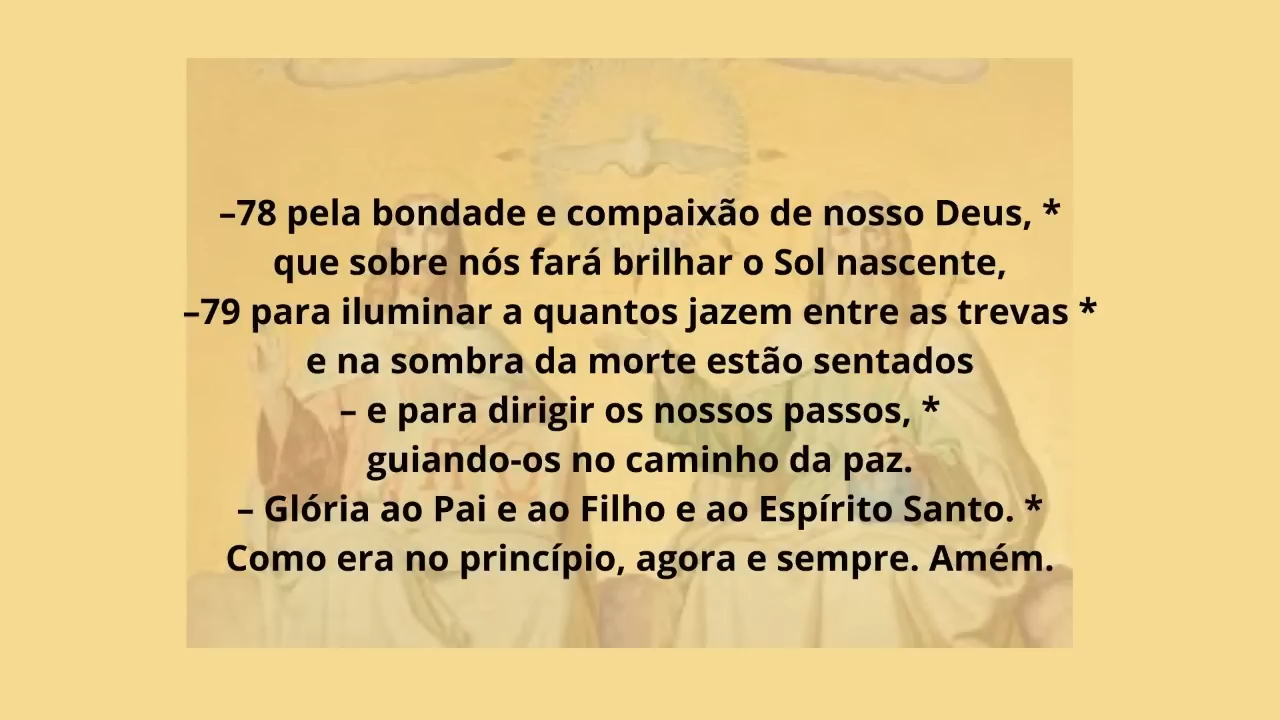 –78 pela bondade e compaixão de nosso Deus, *
que sobre nós fará brilhar o Sol nascente,
–79 para iluminar a quantos jazem entre as trevas *
e na sombra da morte estão sentados
– e para dirigir os nossos passos, *
guiando-os no caminho da paz.
– Glória ao Pai e ao Filho e ao Espírito Santo. *
Como era no princípio, agora e sempre. Amém.